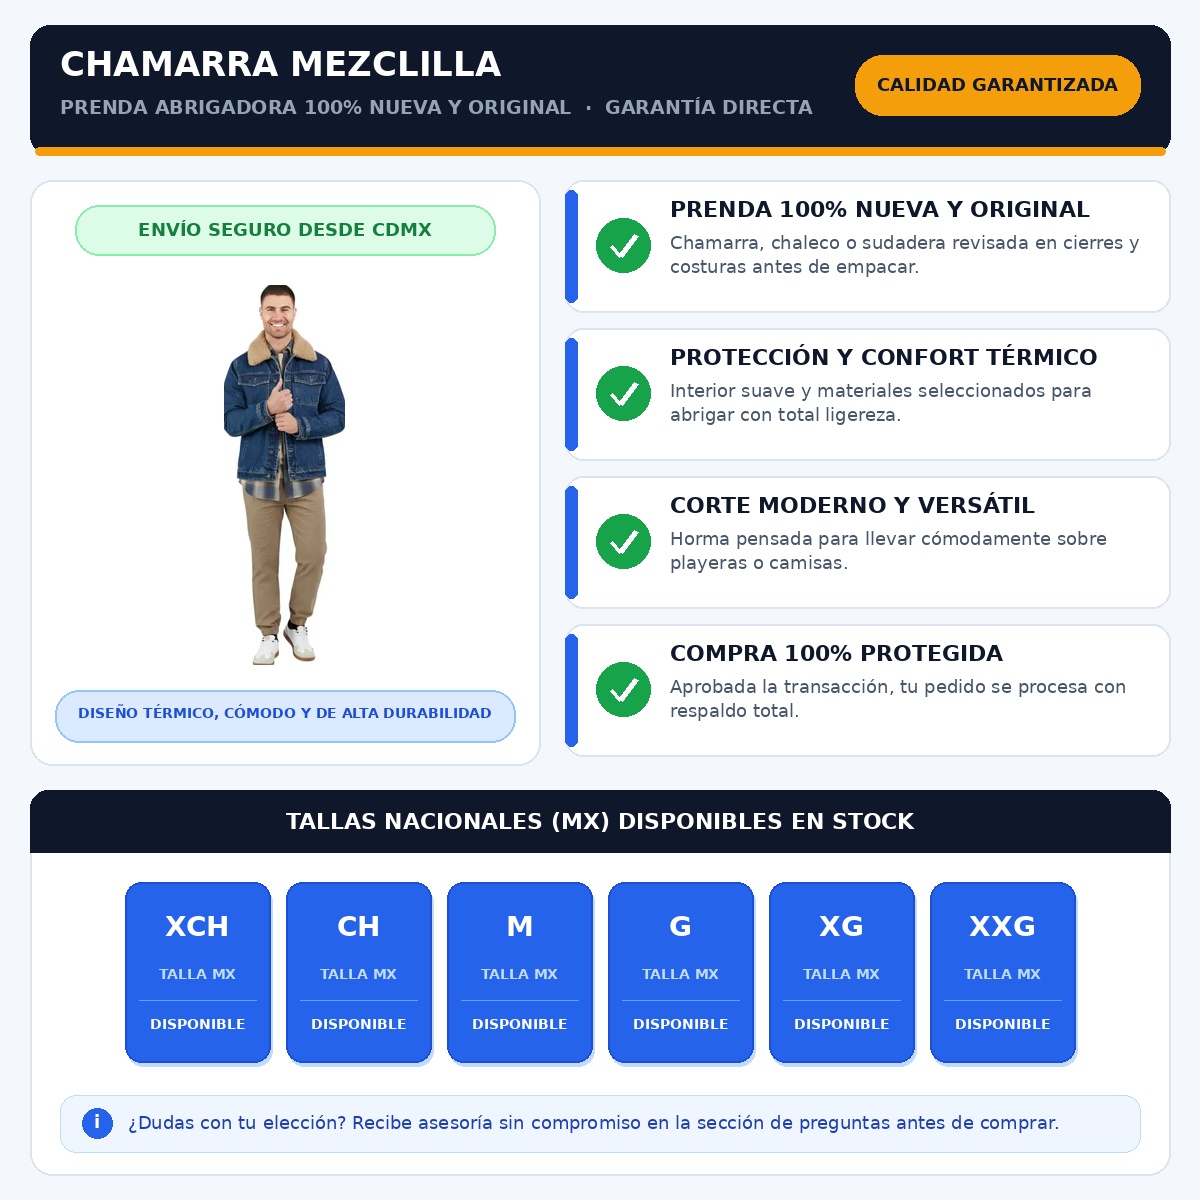 CHAMARRA MEZCLILLA
PRENDA ABRIGADORA 100% NUEVA Y ORIGINAL · GARANTÍA DIRECTA
CALIDAD GARANTIZADA
ENVÍO SEGURO DESDE CDMX
DISEÑO TÉRMICO, CÓMODO Y DE ALTA DURABILIDAD
PRENDA 100% NUEVA Y ORIGINAL
Chamarra, chaleco o sudadera revisada en cierres y
costuras antes de empacar.
PROTECCIÓN Y CONFORT TÉRMICO
Interior suave y materiales seleccionados para
abrigar con total ligereza.
CORTE MODERNO Y VERSÁTIL
Horma pensada para llevar cómodamente sobre
playeras o camisas.
COMPRA 100% PROTEGIDA
Aprobada la transacción, tu pedido se procesa con
respaldo total.
TALLAS NACIONALES (MX) DISPONIBLES EN STOCK
XCH
TALLA MX
DISPONIBLE
CH
TALLA MX
DISPONIBLE
M
TALLA MX
DISPONIBLE
G
TALLA MX
DISPONIBLE
XG
TALLA MX
DISPONIBLE
XXG
TALLA MX
DISPONIBLE
i ¿Dudas con tu elección? Recibe asesoría sin compromiso en la sección de preguntas antes de comprar.